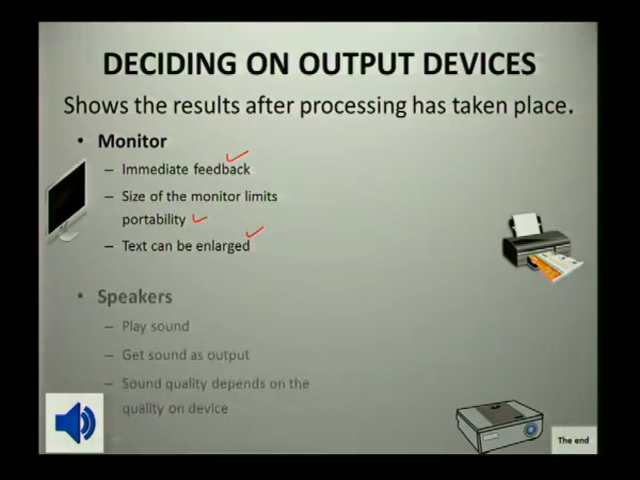 DECIDING ON OUTPUT DEVICES
Shows the results after processing has taken place.
• Monitor
– Immediate feedback
– Size of the monitor limits
portability
– Text can be enlarged
• Speakers
– Play sound
– Get sound as output
– Sound quality depends on the
quality on device
The end